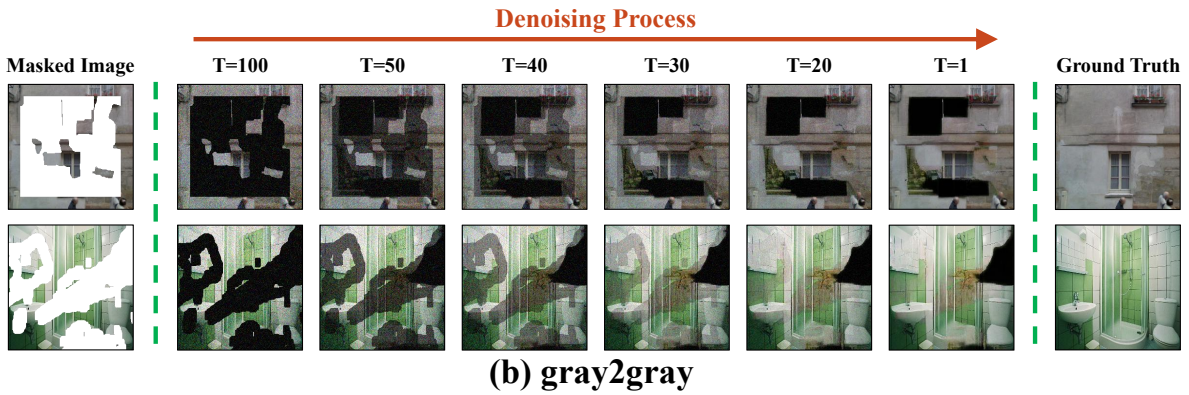 Denoising Process
Masked Image T=100 T=50 T=40 T=30 T=20 T=1 Ground Truth
(b) gray2gray